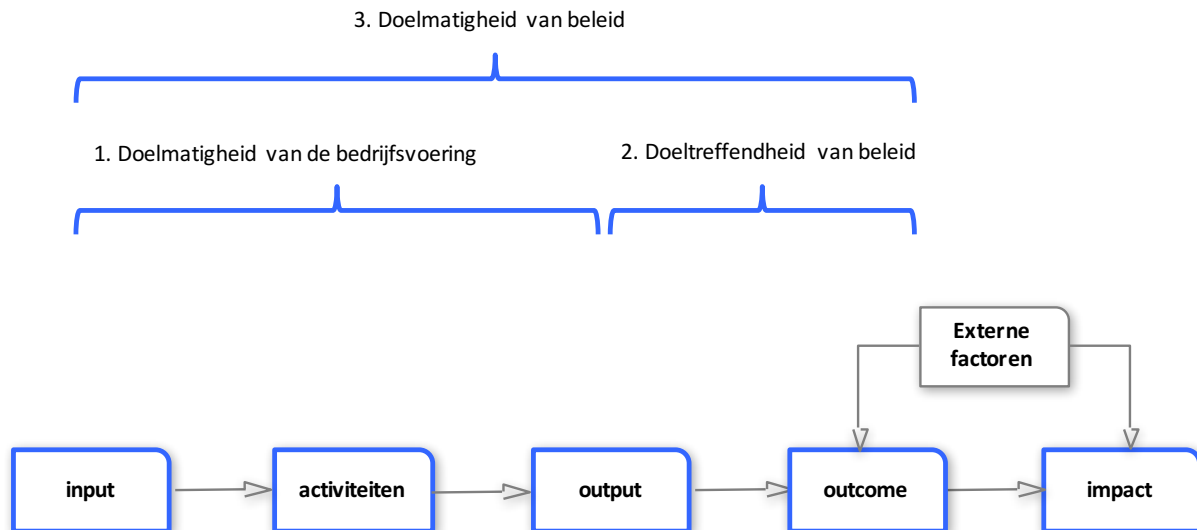 3. Doelmatigheid van beleid
1. Doelmatigheid van de bedrijfsvoering
2. Doeltreffendheid van beleid
Externe
factoren
input
activiteiten
output
outcome
impact